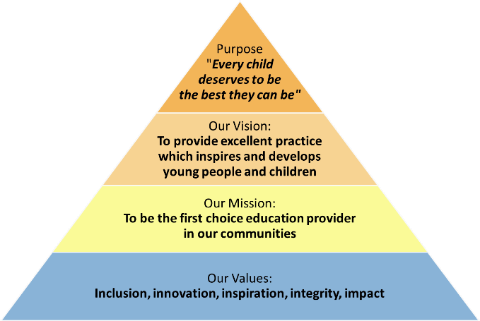 Purpose
"Every child
deserves to be
the best they can be"
Our Vision:
To provide excellent practice
which inspires and develops
young people and children
Our Mission:
To be the first choice education provider
in our communities
Our Values:
Inclusion, innovation, inspiration, integrity, impact